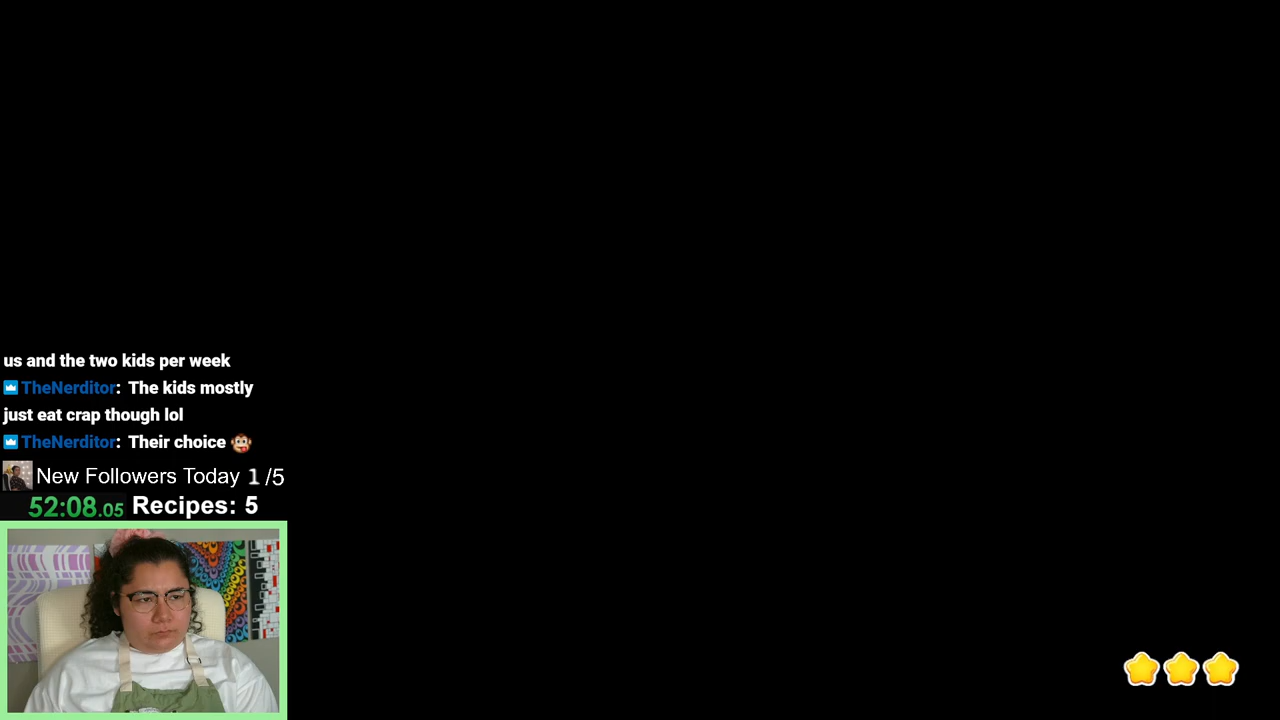 us and the two kids per week
TheNerditor: The kids mostly
just eat crap though lol
TheNerditor: Their choice 🐵
New Followers Today 1 /5
52:08.05 Recipes: 5